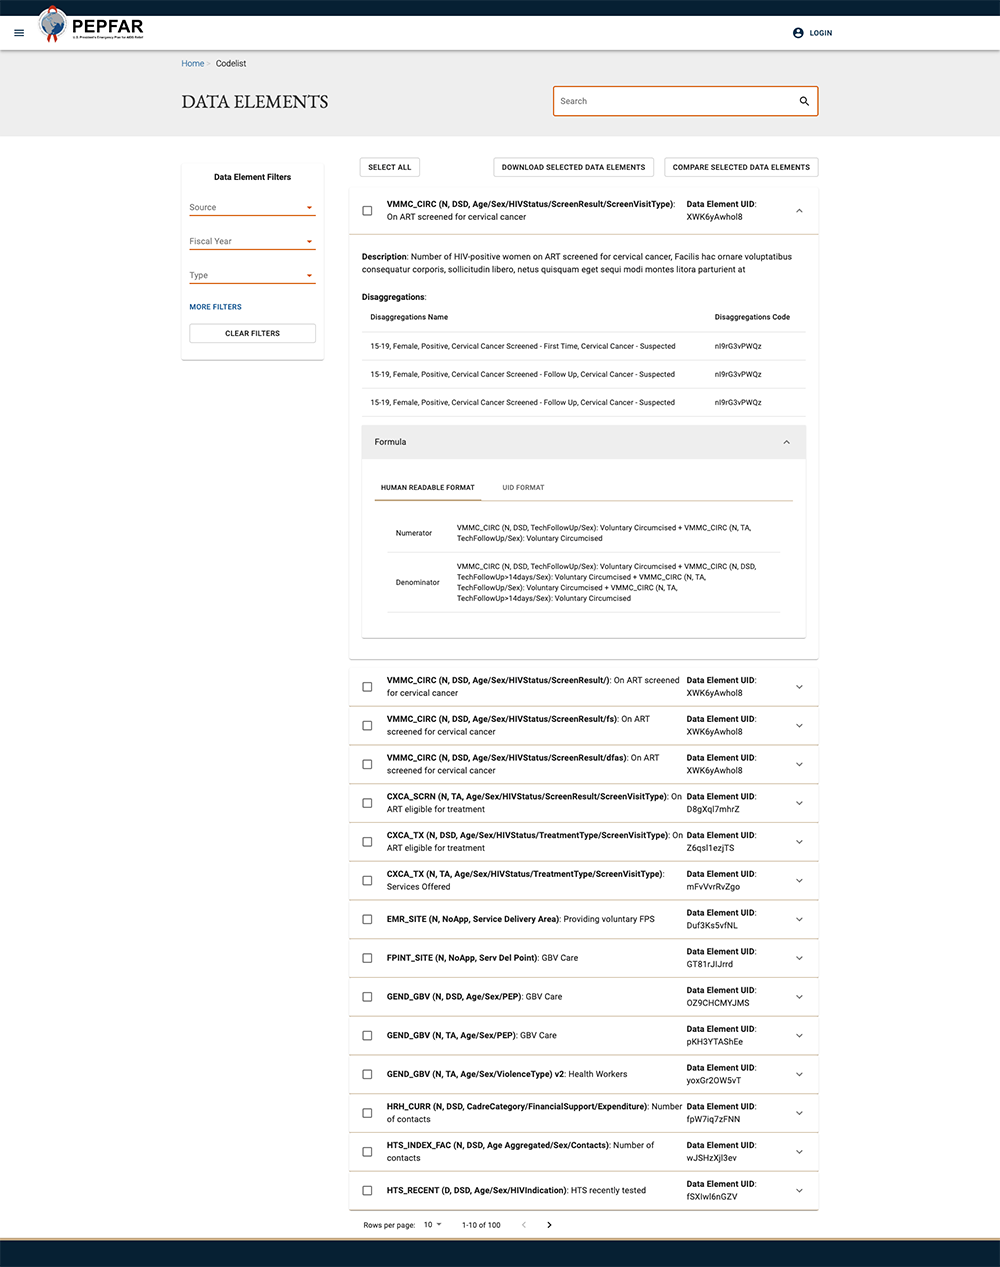 PEPFAR
U.S. President's Emergency Plan for AIDS Relief
LOGIN
Home > Codelist
DATA ELEMENTS
Search
Data Element Filters
Source
Fiscal Year
Type
MORE FILTERS
CLEAR FILTERS
SELECT ALL
DOWNLOAD SELECTED DATA ELEMENTS
COMPARE SELECTED DATA ELEMENTS
VMMC_CIRC (N, DSD, Age/Sex/HIVStatus/ScreenResult/ScreenVisitType):
On ART screened for cervical cancer
Data Element UID:
XWK6yAwhol8
Description: Number of HIV-positive women on ART screened for cervical cancer, Facilis hac ornare voluptatibus
consequatur corporis, sollicitudin libero, netus quisquam eget sequi modi montes litora parturient at
Disaggregations:
Disaggregations Name
Disaggregations Code
15-19, Female, Positive, Cervical Cancer Screened - First Time, Cervical Cancer - Suspected
nI9rG3vPWQz
15-19, Female, Positive, Cervical Cancer Screened - Follow Up, Cervical Cancer - Suspected
nI9rG3vPWQz
15-19, Female, Positive, Cervical Cancer Screened - Follow Up, Cervical Cancer - Suspected
nI9rG3vPWQz
Formula
HUMAN READABLE FORMAT
UID FORMAT
Numerator
VMMC_CIRC (N, DSD, TechFollowUp/Sex): Voluntary Circumcised + VMMC_CIRC (N, TA,
TechFollowUp/Sex): Voluntary Circumcised
Denominator
VMMC_CIRC (N, DSD, TechFollowUp/Sex): Voluntary Circumcised + VMMC_CIRC (N, DSD,
TechFollowUp>14days/Sex): Voluntary Circumcised + VMMC_CIRC (N, TA,
TechFollowUp/Sex): Voluntary Circumcised + VMMC_CIRC (N, TA,
TechFollowUp>14days/Sex): Voluntary Circumcised
VMMC_CIRC (N, DSD, Age/Sex/HIVStatus/ScreenResult/): On ART screened
for cervical cancer
Data Element UID:
XWK6yAwhol8
VMMC_CIRC (N, DSD, Age/Sex/HIVStatus/ScreenResult/fs): On ART
screened for cervical cancer
Data Element UID:
XWK6yAwhol8
VMMC_CIRC (N, DSD, Age/Sex/HIVStatus/ScreenResult/dfas): On ART
screened for cervical cancer
Data Element UID:
XWK6yAwhol8
CXCA_SCRN (N, TA, Age/Sex/HIVStatus/ScreenResult/ScreenVisitType): On
ART eligible for treatment
Data Element UID:
D8gXql7mhrZ
CXCA_TX (N, DSD, Age/Sex/HIVStatus/TreatmentType/ScreenVisitType): On
ART eligible for treatment
Data Element UID:
Z6qsl1ezjTS
CXCA_TX (N, TA, Age/Sex/HIVStatus/TreatmentType/ScreenVisitType):
Services Offered
Data Element UID:
mFvVvrRvZgo
EMR_SITE (N, NoApp, Service Delivery Area): Providing voluntary FPS
Data Element UID:
Duf3Ks5vfNL
FPINT_SITE (N, NoApp, Serv Del Point): GBV Care
Data Element UID:
GT81rJIJrrd
GEND_GBV (N, DSD, Age/Sex/PEP): GBV Care
Data Element UID:
OZ9CHCMYJMS
GEND_GBV (N, TA, Age/Sex/PEP): GBV Care
Data Element UID:
pKH3YTAShEe
GEND_GBV (N, TA, Age/Sex/ViolenceType) v2: Health Workers
Data Element UID:
yoxGr2OW5vT
HRH_CURR (N, DSD, CadreCategory/FinancialSupport/Expenditure): Number
of contacts
Data Element UID:
fpW7iq7zFNN
HTS_INDEX_FAC (N, DSD, Age Aggregated/Sex/Contacts): Number of
contacts
Data Element UID:
wJSHzXjl3ev
HTS_RECENT (D, DSD, Age/Sex/HIVIndication): HTS recently tested
Data Element UID:
fSXIwl6nGZV
Rows per page: 10
1-10 of 100